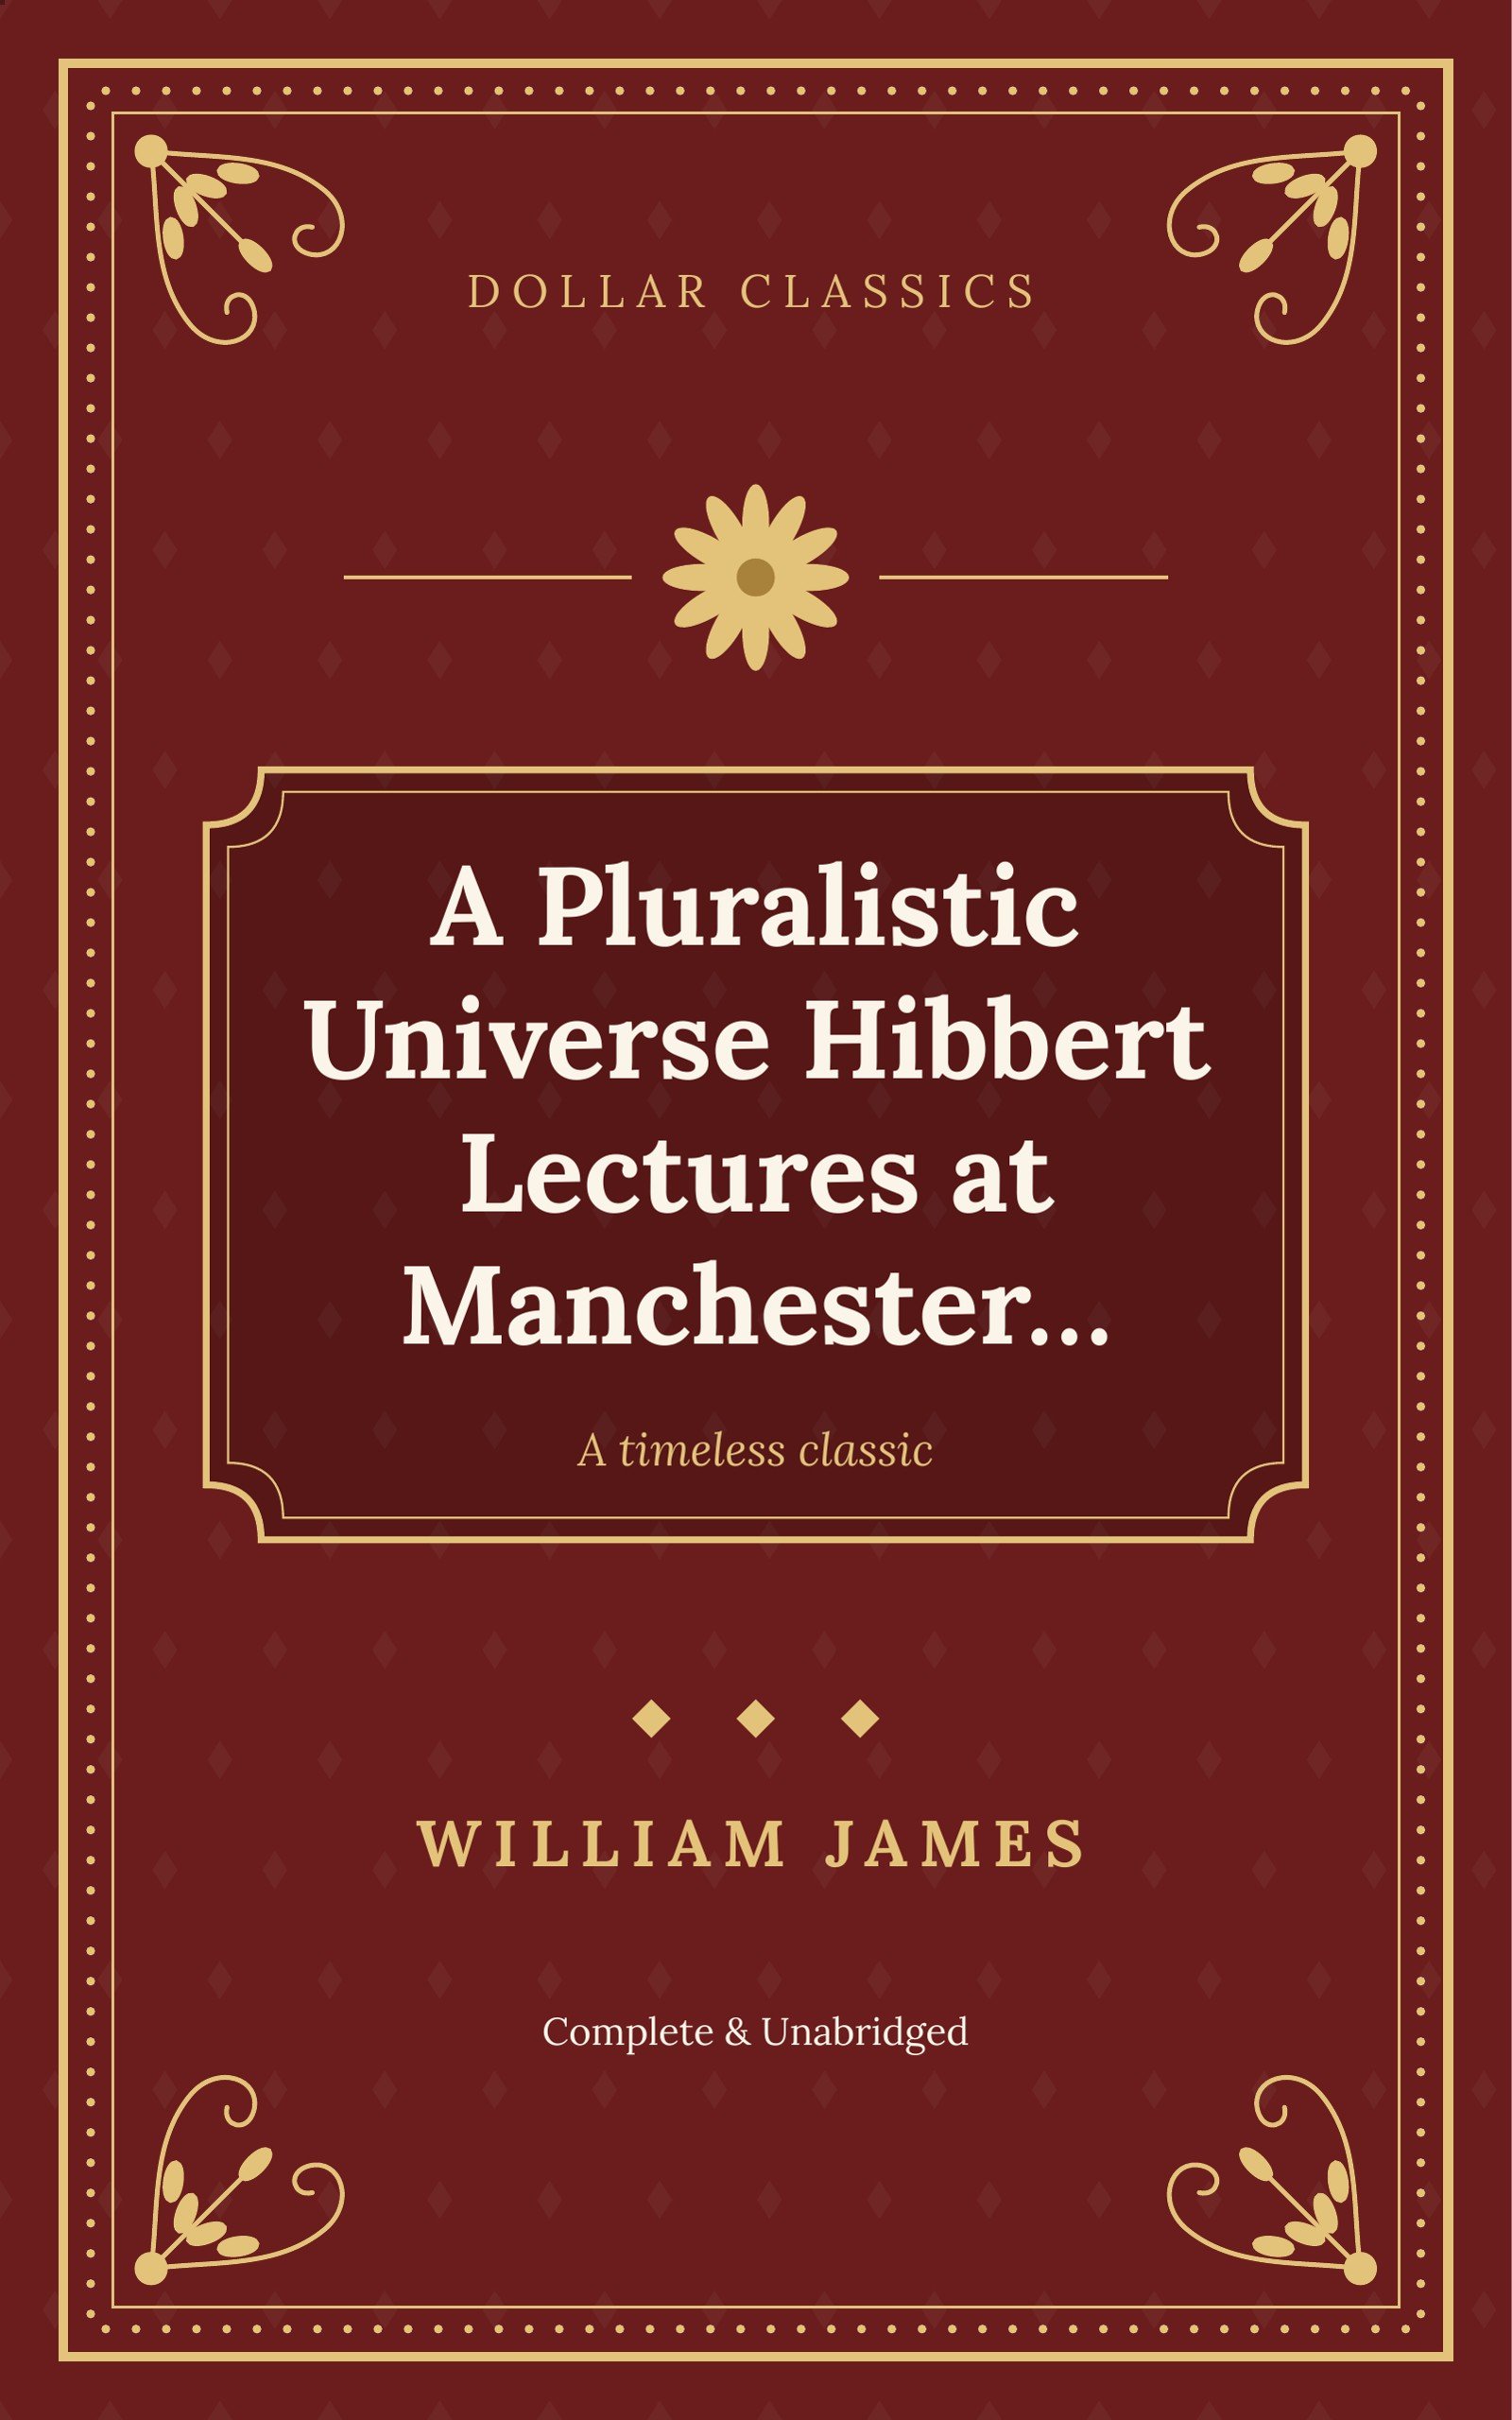 DOLLAR CLASSICS
A Pluralistic
Universe Hibbert
Lectures at
Manchester...
A timeless classic
WILLIAM JAMES
Complete & Unabridged